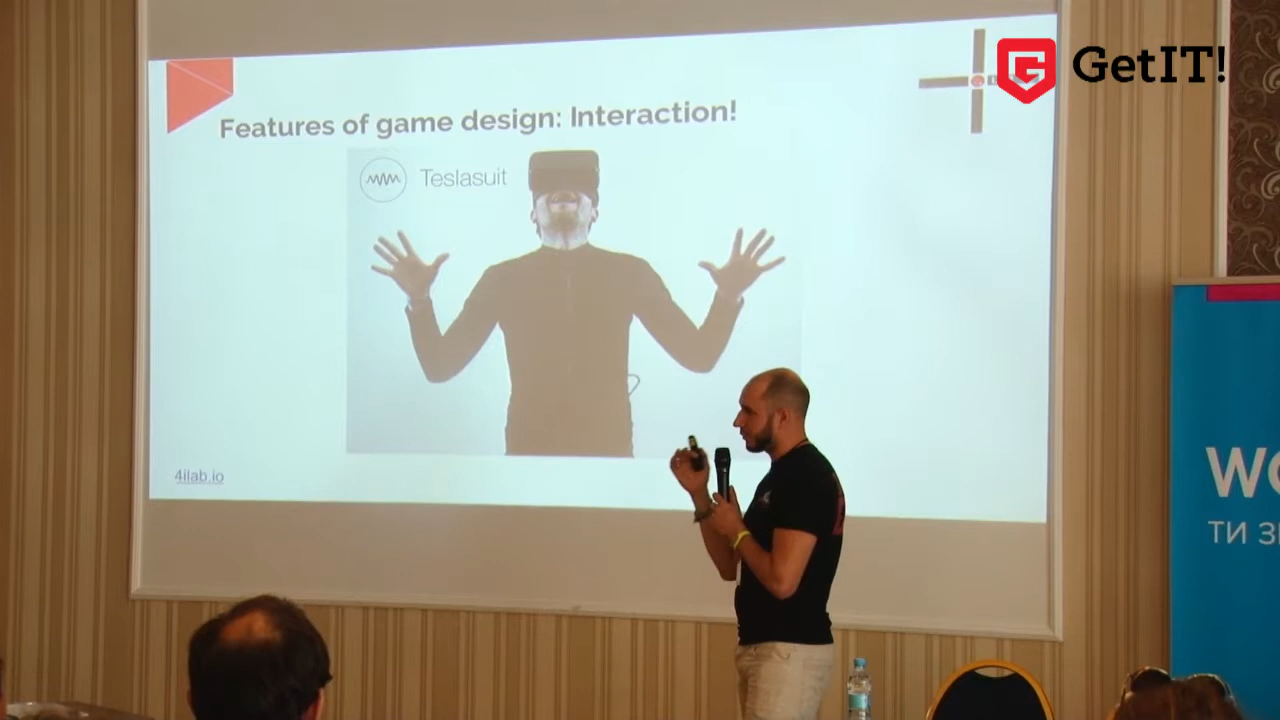 GetIT!
Features of game design: Interaction!
Teslasuit
4ilab.io
WO
ТИ З